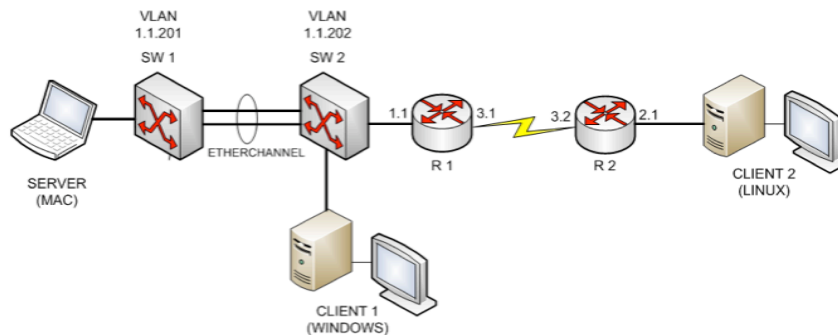 VLAN
1.1.201
SW 1
VLAN
1.1.202
SW 2
1.1
3.1
3.2
2.1
ETHERCHANNEL
R 1
R 2
SERVER
(MAC)
CLIENT 2
(LINUX)
CLIENT 1
(WINDOWS)